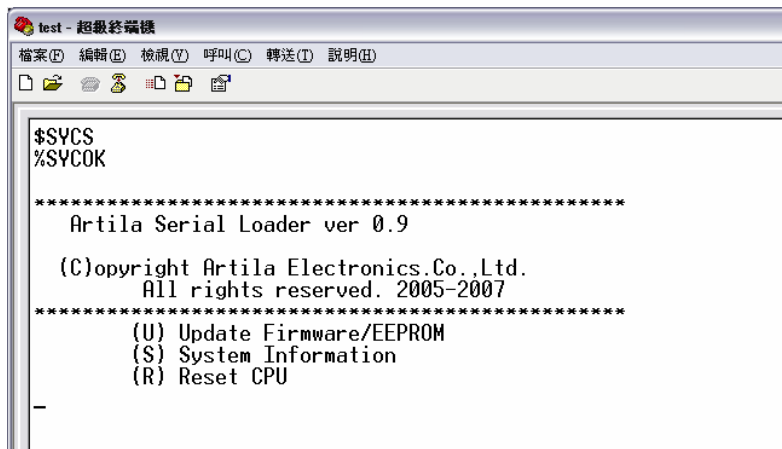 test - 超級終端機
檔案(F) 編輯(E) 檢視(V) 呼叫(C) 轉送(T) 說明(H)
$SYCS
%SYCOK
**************************************************
Artila Serial Loader ver 0.9
(C)opyright Artila Electronics.Co.,Ltd.
All rights reserved. 2005-2007
**************************************************
(U) Update Firmware/EEPROM
(S) System Information
(R) Reset CPU
_